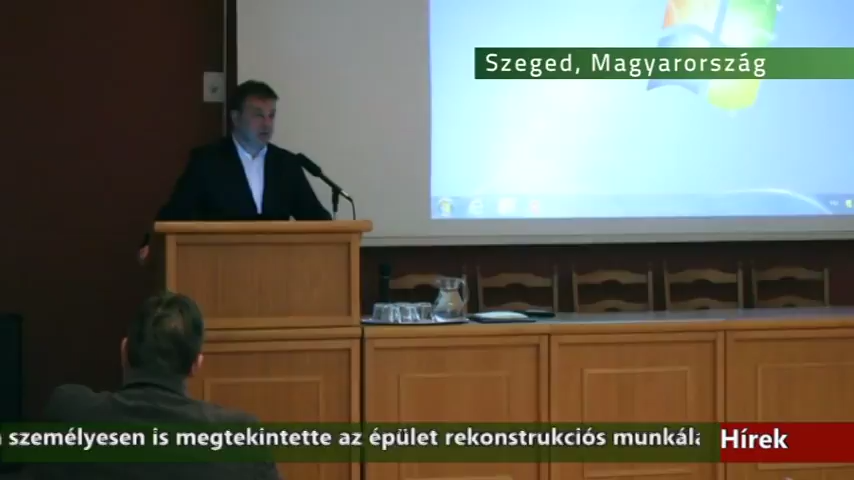 Szeged, Magyarország
személyesen is megtekintette az épület rekonstrukciós
Hírek